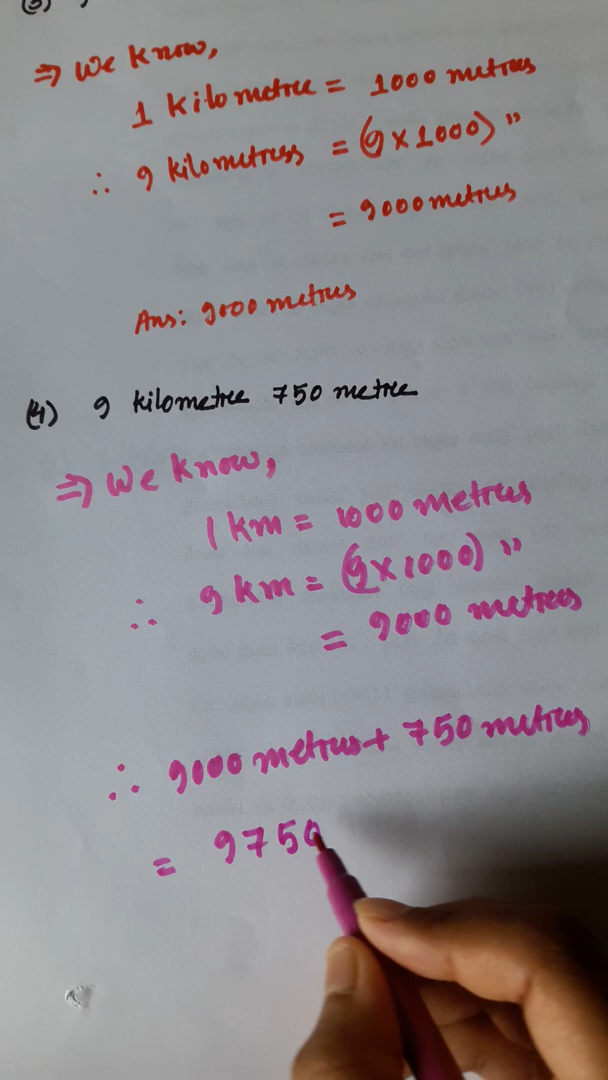 ⇒ We know,
1 kilometre = 1000 metres
∴ 9 kilometress = (9 × 1000) "
= 9000 metres
Ans: 9000 metres
(4) 9 kilometre 750 metre
⇒ We know,
1 km = 1000 metres
∴ 9 km = (9×1000) "
= 9000 metres
∴ 9000 metres + 750 metres
= 9750